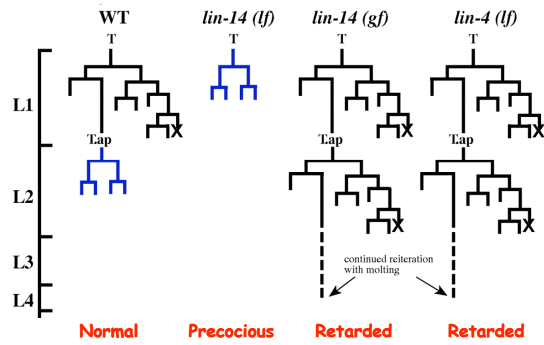 WT lin-14 (lf) lin-14 (gf) lin-4 (lf)
T T T T
L1
X X X
T.ap T.ap T.ap
L2
X X
L3
continued reiteration
with molting
L4
Normal Precocious Retarded Retarded